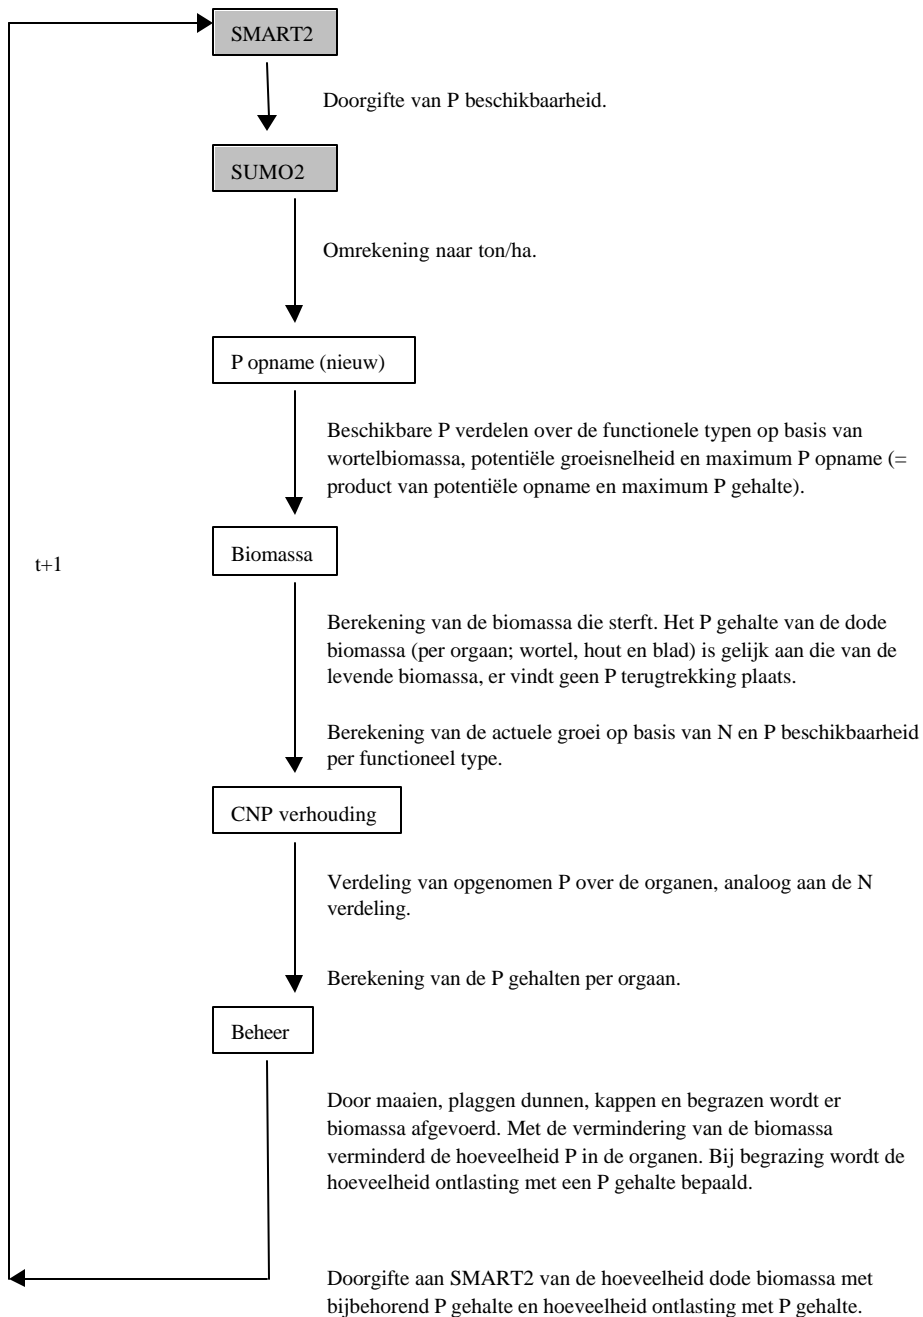 SMART2
Doorgifte van P beschikbaarheid.
SUMO2
Omrekening naar ton/ha.
P opname (nieuw)
Beschikbare P verdelen over de functionele typen op basis van
wortelbiomassa, potentiële groeisnelheid en maximum P opname (=
product van potentiële opname en maximum P gehalte).
Biomassa
t+1
Berekening van de biomassa die sterft. Het P gehalte van de dode
biomassa (per orgaan; wortel, hout en blad) is gelijk aan die van de
levende biomassa, er vindt geen P terugtrekking plaats.
Berekening van de actuele groei op basis van N en P beschikbaarheid
per functioneel type.
CNP verhouding
Verdeling van opgenomen P over de organen, analoog aan de N
verdeling.
Berekening van de P gehalten per orgaan.
Beheer
Door maaien, plaggen dunnen, kappen en begrazen wordt er
biomassa afgevoerd. Met de vermindering van de biomassa
verminderd de hoeveelheid P in de organen. Bij begrazing wordt de
hoeveelheid ontlasting met een P gehalte bepaald.
Doorgifte aan SMART2 van de hoeveelheid dode biomassa met
bijbehorend P gehalte en hoeveelheid ontlasting met P gehalte.